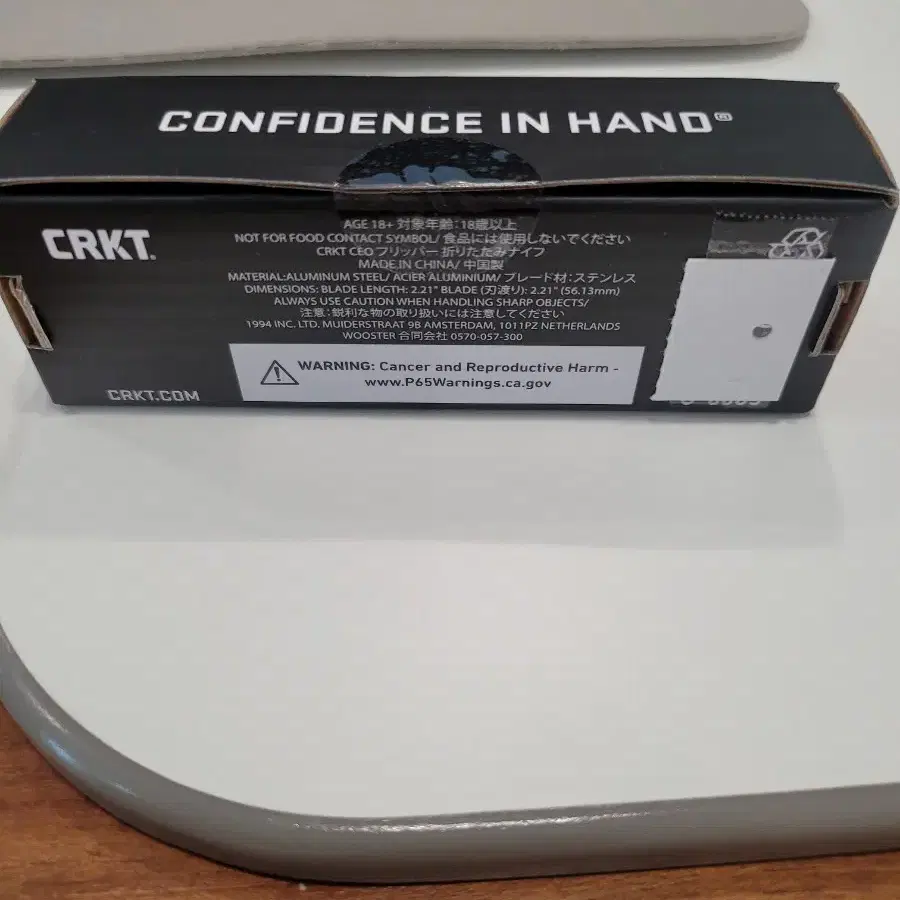 CONFIDENCE IN HAND®
CRKT.
AGE 18+ 対象年齢:18歳以上
NOT FOR FOOD CONTACT SYMBOL/ 食品には使用しないでください
CRKT CEO フリッパー 折りたたみナイフ
MADE IN CHINA/ 中国製
MATERIAL:ALUMINUM STEEL/ ACIER ALUMINIUM/ ブレード材:ステンレス
DIMENSIONS: BLADE LENGTH: 2.21" BLADE (刃渡り): 2.21" (56.13mm)
ALWAYS USE CAUTION WHEN HANDLING SHARP OBJECTS/
注意:鋭利な物の取り扱いには注意してください
1994 INC. LTD. MUIDERSTRAAT 9B AMSTERDAM, 1011PZ NETHERLANDS
WOOSTER 合同会社 0570-057-300
WARNING: Cancer and Reproductive Harm -
www.P65Warnings.ca.gov
CRKT.COM